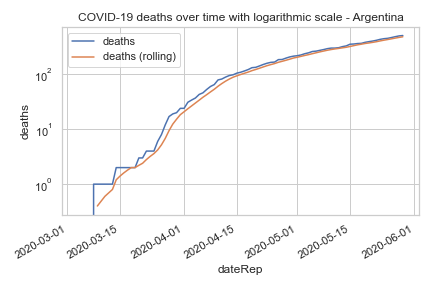 COVID-19 deaths over time with logarithmic scale - Argentina
deaths
deaths (rolling)
10²
10¹
10⁰
deaths
2020-03-01
2020-03-15
2020-04-01
2020-04-15
2020-05-01
2020-05-15
2020-06-01
dateRep